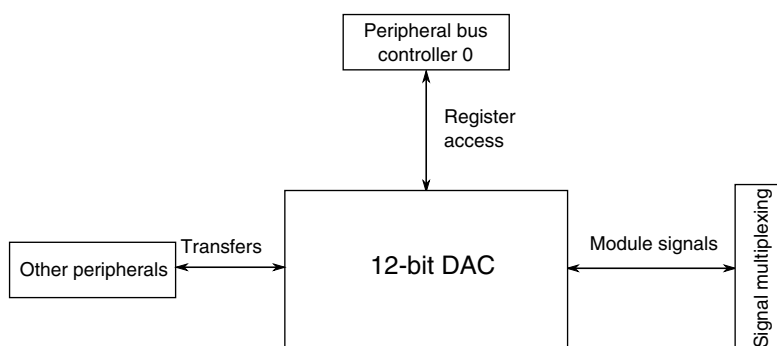 Peripheral bus
controller 0
Register
access
Transfers
Other peripherals
12-bit DAC
Module signals
Signal multiplexing